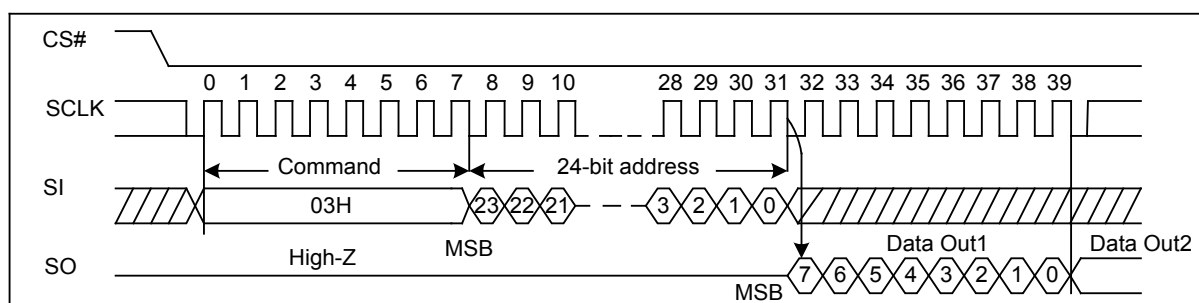 CS#
0 1 2 3 4 5 6 7 8 9 10 28 29 30 31 32 33 34 35 36 37 38 39
SCLK
Command 24-bit address
SI 03H 23 22 21 3 2 1 0
High-Z MSB Data Out1 Data Out2
SO 7 6 5 4 3 2 1 0
MSB